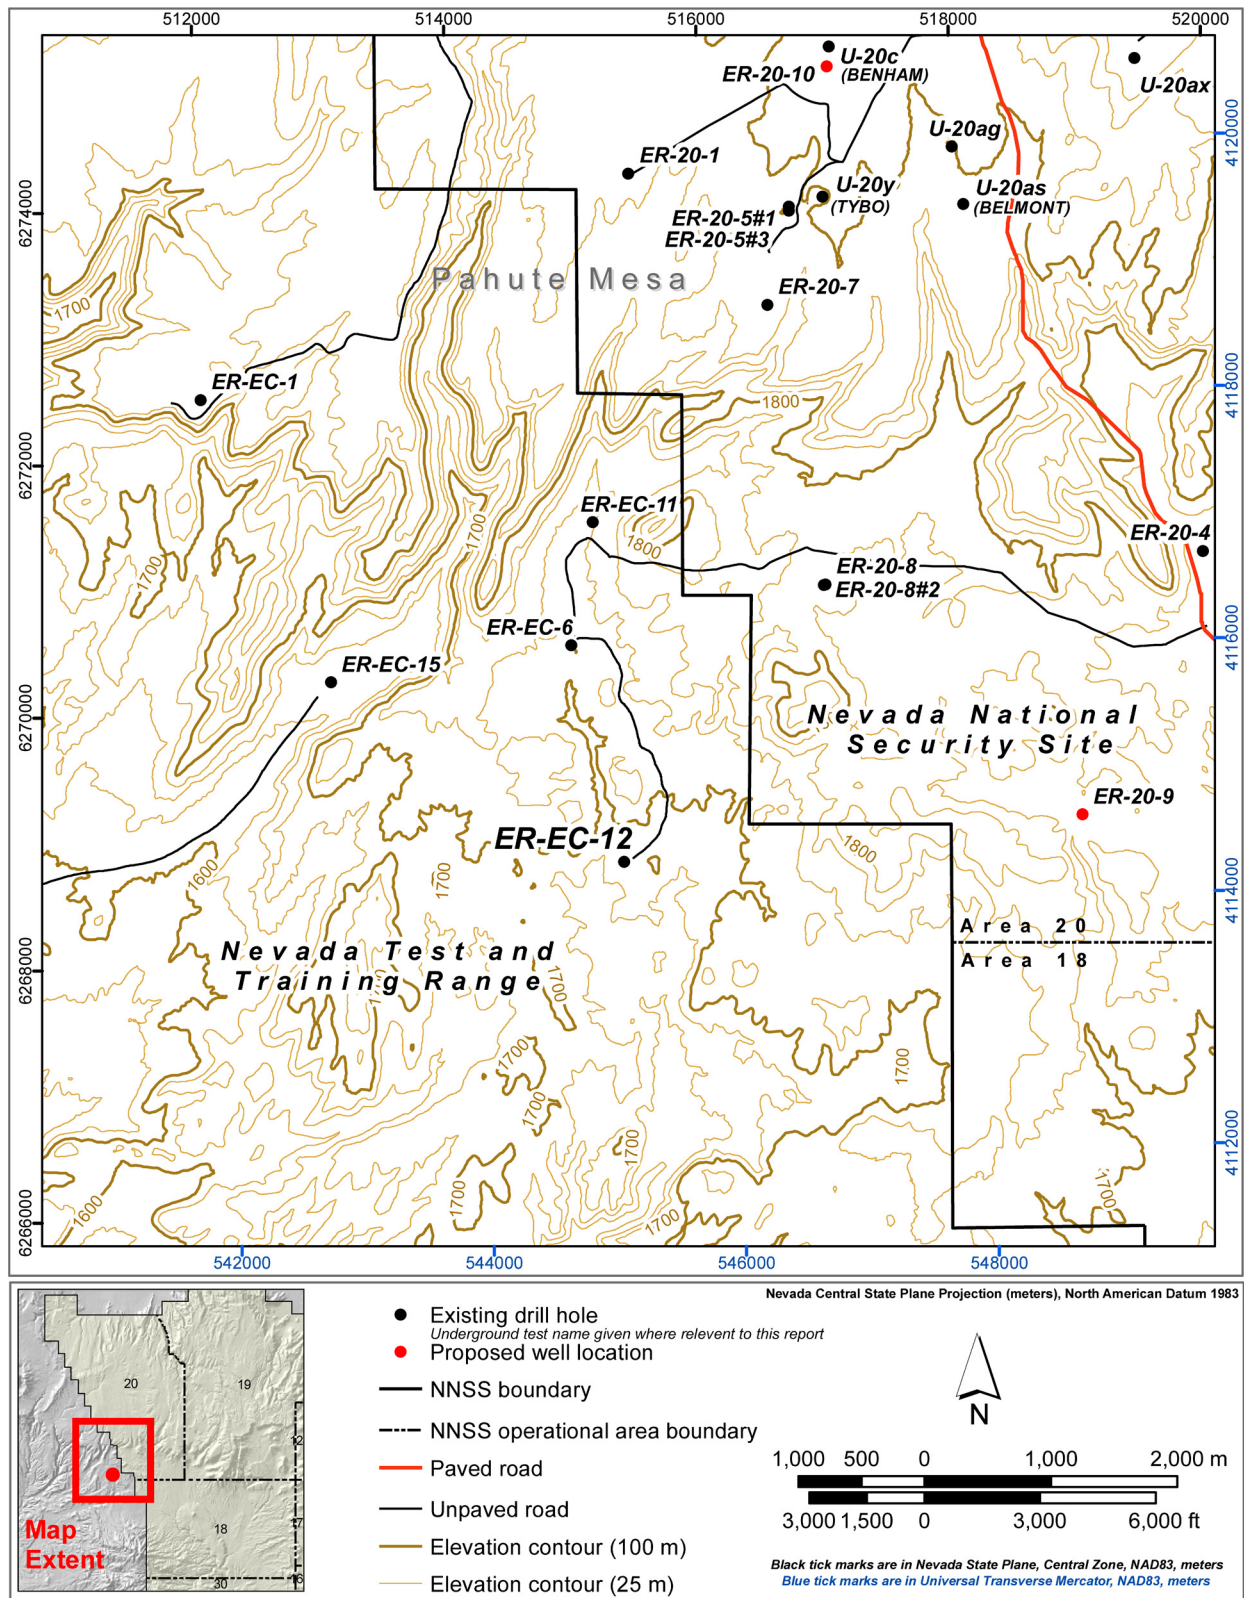 512000
514000
516000
518000
520000
U-20c
(BENHAM)
ER-20-10
U-20ax
4120000
U-20ag
ER-20-1
U-20y
(TYBO)
U-20as
(BELMONT)
6274000
ER-20-5#1
ER-20-5#3
Pahute Mesa
ER-20-7
1700
ER-EC-1
4118000
1800
6272000
ER-EC-11
1700
1800
ER-20-4
1700
ER-20-8
ER-20-8#2
ER-EC-6
4116000
ER-EC-15
6270000
Nevada National
Security Site
ER-20-9
ER-EC-12
1800
1600
1700
4114000
Area 20
Area 18
Nevada Test and
Training Range
6268000
1700
1700
1700
1700
1700
1700
4112000
1700
1700
1600
1700
6266000
542000
544000
546000
548000
Nevada Central State Plane Projection (meters), North American Datum 1983
20
19
12
17
18
30
16
Map
Extent
Existing drill hole
Underground test name given where relevent to this report
Proposed well location
NNSS boundary
NNSS operational area boundary
Paved road
Unpaved road
Elevation contour (100 m)
Elevation contour (25 m)
N
1,000 500 0 1,000 2,000 m
3,000 1,500 0 3,000 6,000 ft
Black tick marks are in Nevada State Plane, Central Zone, NAD83, meters
Blue tick marks are in Universal Transverse Mercator, NAD83, meters